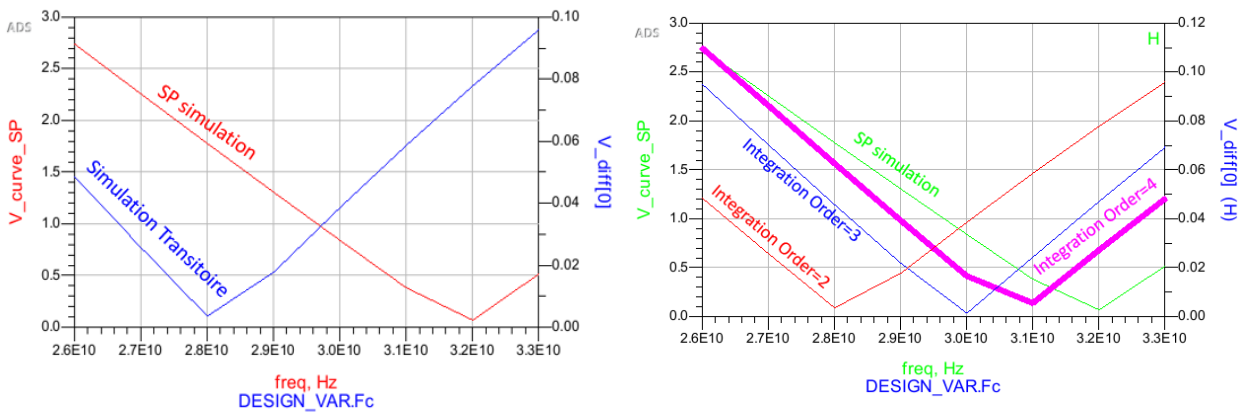 ADS
3.0
2.5
2.0
1.5
1.0
0.5
0.0
V_curve_SP
SP simulation
Simulation Transitoire
0.10
0.08
0.06
0.04
0.02
0.00
V_diff[0]
2.6E10 2.7E10 2.8E10 2.9E10 3.0E10 3.1E10 3.2E10 3.3E10
freq, Hz
DESIGN_VAR.Fc
ADS
3.0
2.5
2.0
1.5
1.0
0.5
0.0
V_curve_SP
H
SP simulation
Integration Order=3
Integration Order=2
Integration Order=4
0.12
0.10
0.08
0.06
0.04
0.02
0.00
V_diff[0] (H)
2.6E10 2.7E10 2.8E10 2.9E10 3.0E10 3.1E10 3.2E10 3.3E10
freq, Hz
DESIGN_VAR.Fc